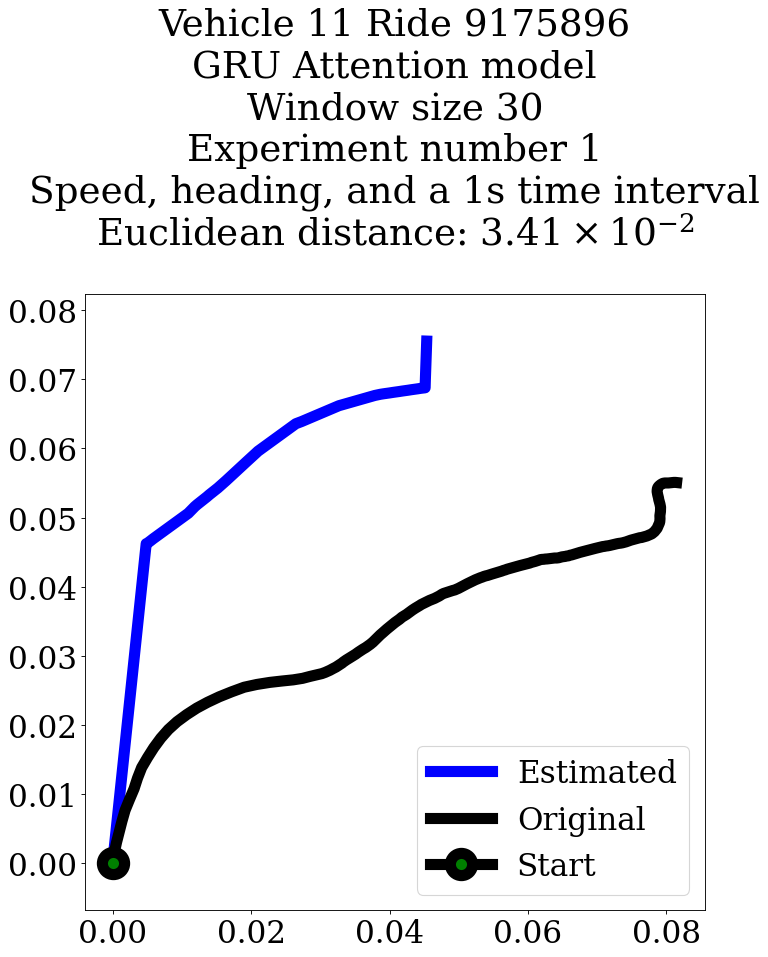 Vehicle 11 Ride 9175896
GRU Attention model
Window size 30
Experiment number 1
Speed, heading, and a 1s time interval
Euclidean distance: 3.41 × 10⁻²
0.08
0.07
0.06
0.05
0.04
0.03
0.02
0.01
0.00
Estimated
Original
Start
0.00 0.02 0.04 0.06 0.08